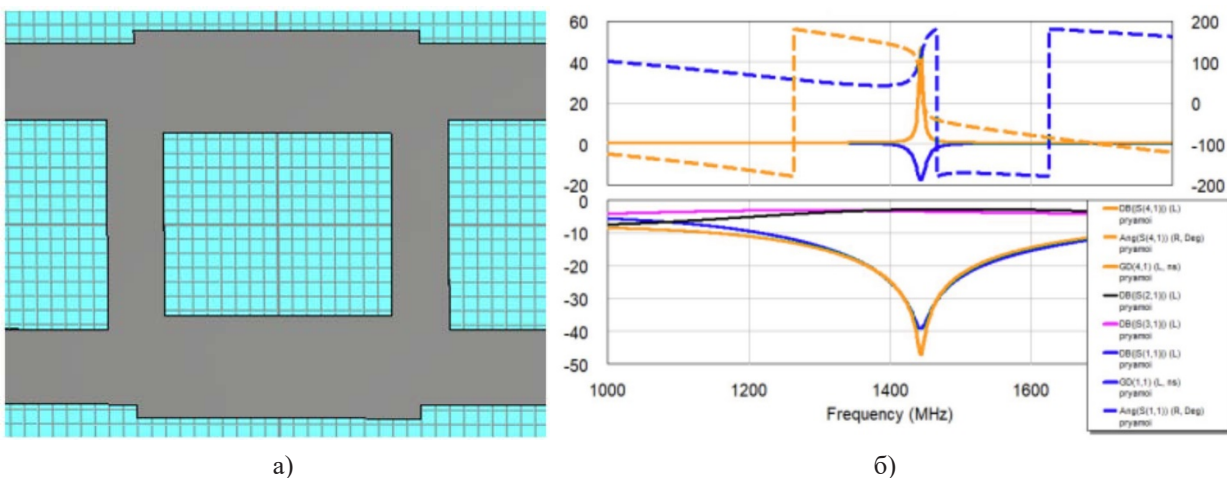 60
40
20
0
-20
200
100
0
-100
-200
0
-10
-20
-30
-40
-50
1000
1200
1400
1600
Frequency (MHz)
DB(|S(4,1)|) (L)
pryamoi
Ang(S(4,1)) (R, Deg)
pryamoi
GD(4,1) (L, ns)
pryamoi
DB(|S(2,1)|) (L)
pryamoi
DB(|S(3,1)|) (L)
pryamoi
DB(|S(1,1)|) (L)
pryamoi
GD(1,1) (L, ns)
pryamoi
Ang(S(1,1)) (R, Deg)
pryamoi
а)
б)